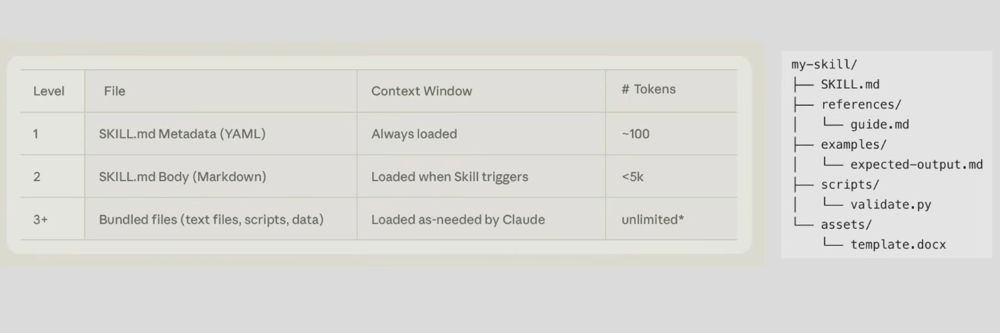 Level File Context Window # Tokens
1 SKILL.md Metadata (YAML) Always loaded ~100
2 SKILL.md Body (Markdown) Loaded when Skill triggers <5k
3+ Bundled files (text files, scripts, data) Loaded as-needed by Claude unlimited*
my-skill/
├── SKILL.md
├── references/
│   └── guide.md
├── examples/
│   └── expected-output.md
├── scripts/
│   └── validate.py
└── assets/
    └── template.docx